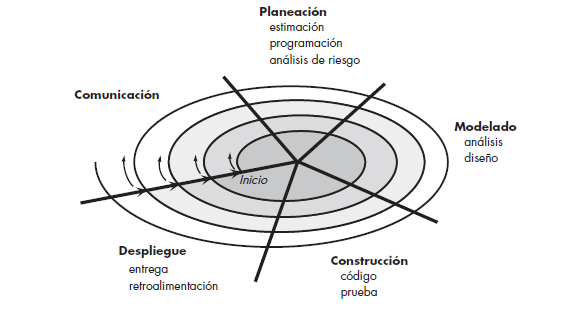 Planeación
estimación
programación
análisis de riesgo
Comunicación
Modelado
análisis
diseño
Inicio
Despliegue
entrega
retroalimentación
Construcción
código
prueba